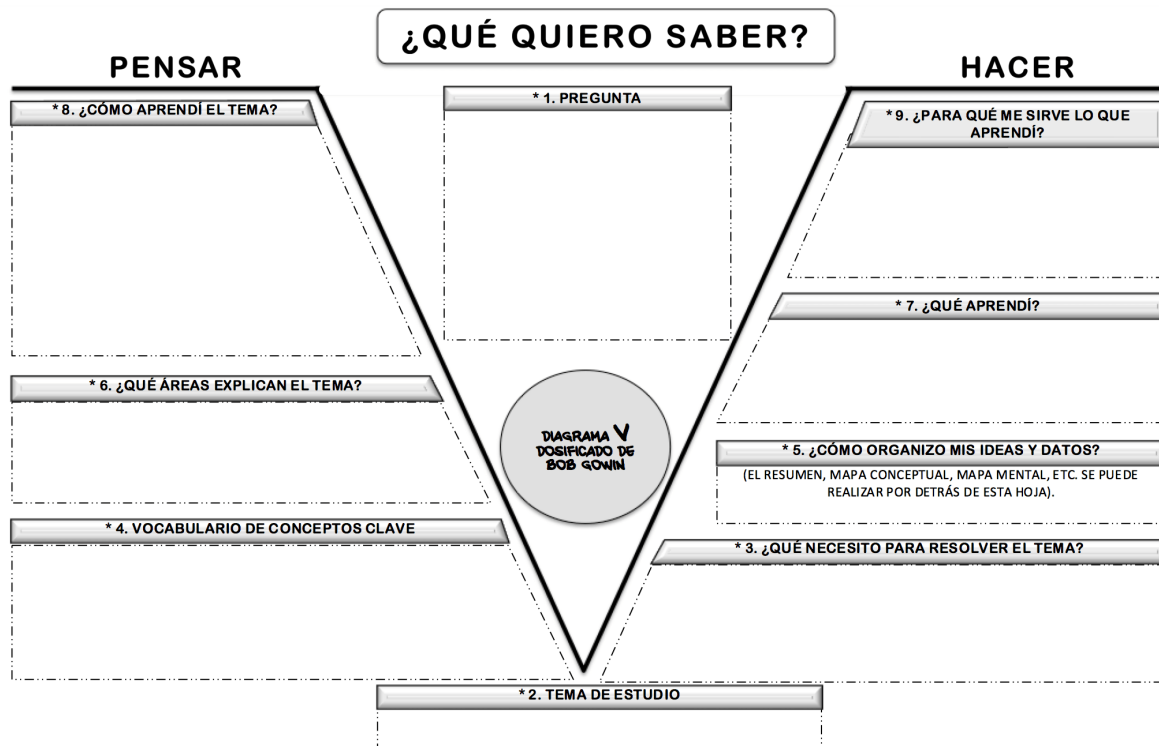 ¿QUÉ QUIERO SABER?
PENSAR
HACER
* 8. ¿CÓMO APRENDÍ EL TEMA?
* 1. PREGUNTA
* 9. ¿PARA QUÉ ME SIRVE LO QUE
APRENDÍ?
* 7. ¿QUÉ APRENDÍ?
* 6. ¿QUÉ ÁREAS EXPLICAN EL TEMA?
DIAGRAMA V
DOSIFICADO DE
BOB GOWIN
* 5. ¿CÓMO ORGANIZO MIS IDEAS Y DATOS?
(EL RESUMEN, MAPA CONCEPTUAL, MAPA MENTAL, ETC. SE PUEDE
REALIZAR POR DETRÁS DE ESTA HOJA).
* 4. VOCABULARIO DE CONCEPTOS CLAVE
* 3. ¿QUÉ NECESITO PARA RESOLVER EL TEMA?
* 2. TEMA DE ESTUDIO